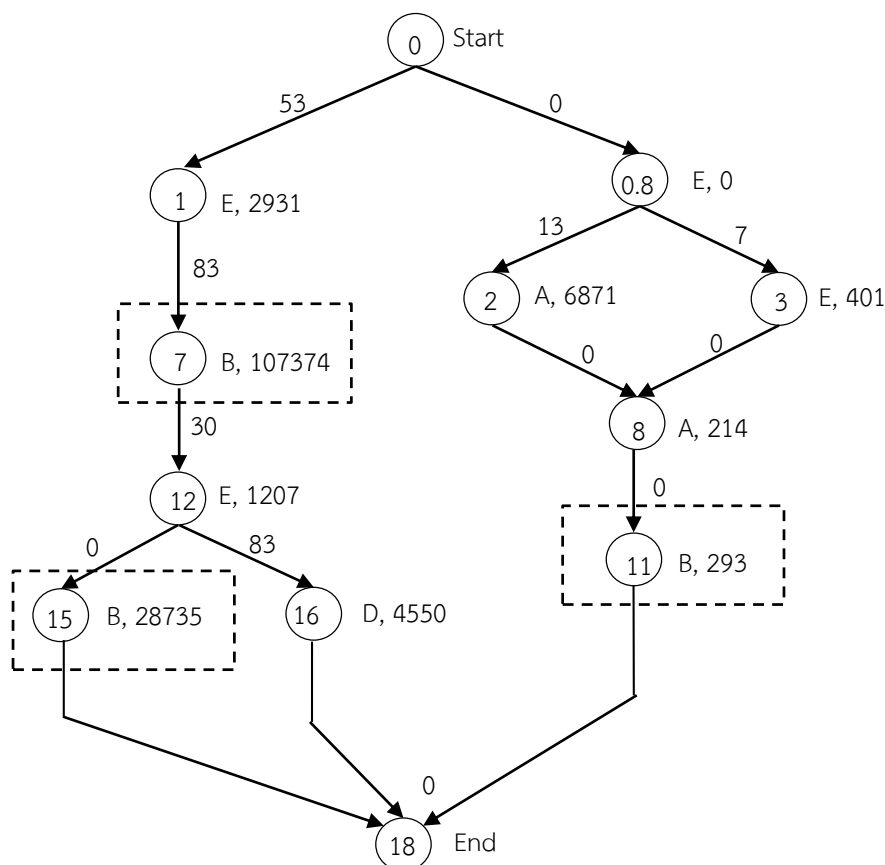 0 Start
53 0
1 E, 2931
0.8 E, 0
13 7
83
2 A, 6871
3 E, 401
0 0
7 B, 107374
30
8 A, 214
0
12 E, 1207
0 83
11 B, 293
15 B, 28735
16 D, 4550
0
18 End